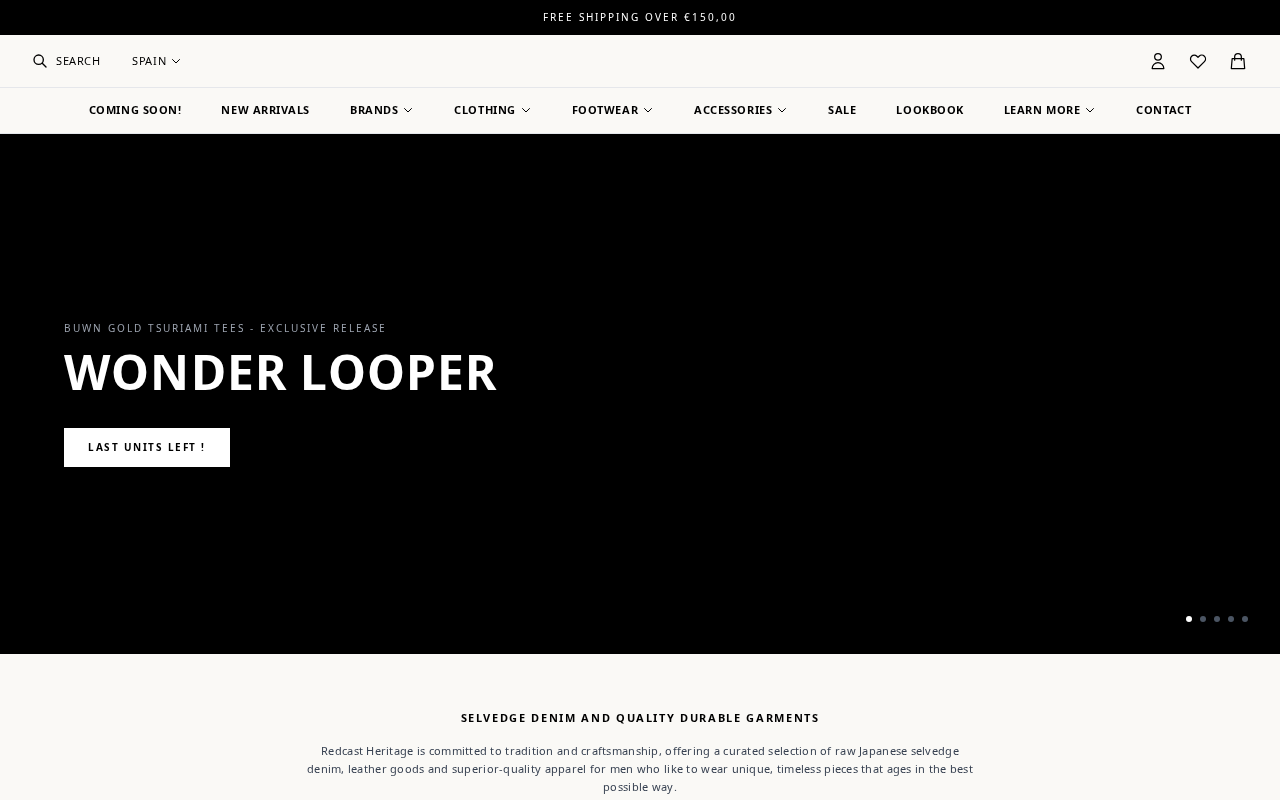 FREE SHIPPING OVER €150,00
SEARCH SPAIN
COMING SOON! NEW ARRIVALS BRANDS CLOTHING FOOTWEAR ACCESSORIES SALE LOOKBOOK LEARN MORE CONTACT
BUWN GOLD TSURIAMI TEES - EXCLUSIVE RELEASE
WONDER LOOPER
LAST UNITS LEFT !
SELVEDGE DENIM AND QUALITY DURABLE GARMENTS
Redcast Heritage is committed to tradition and craftsmanship, offering a curated selection of raw Japanese selvedge
denim, leather goods and superior-quality apparel for men who like to wear unique, timeless pieces that ages in the best
possible way.